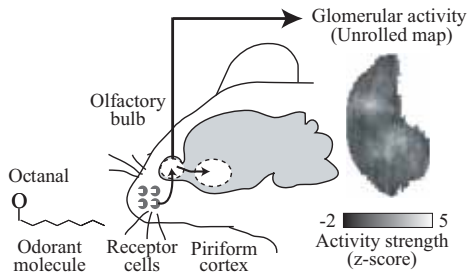 Glomerular activity
(Unrolled map)
Olfactory
bulb
Octanal
O
-2 5
Activity strength
(z-score)
Odorant
molecule
Receptor
cells
Piriform
cortex